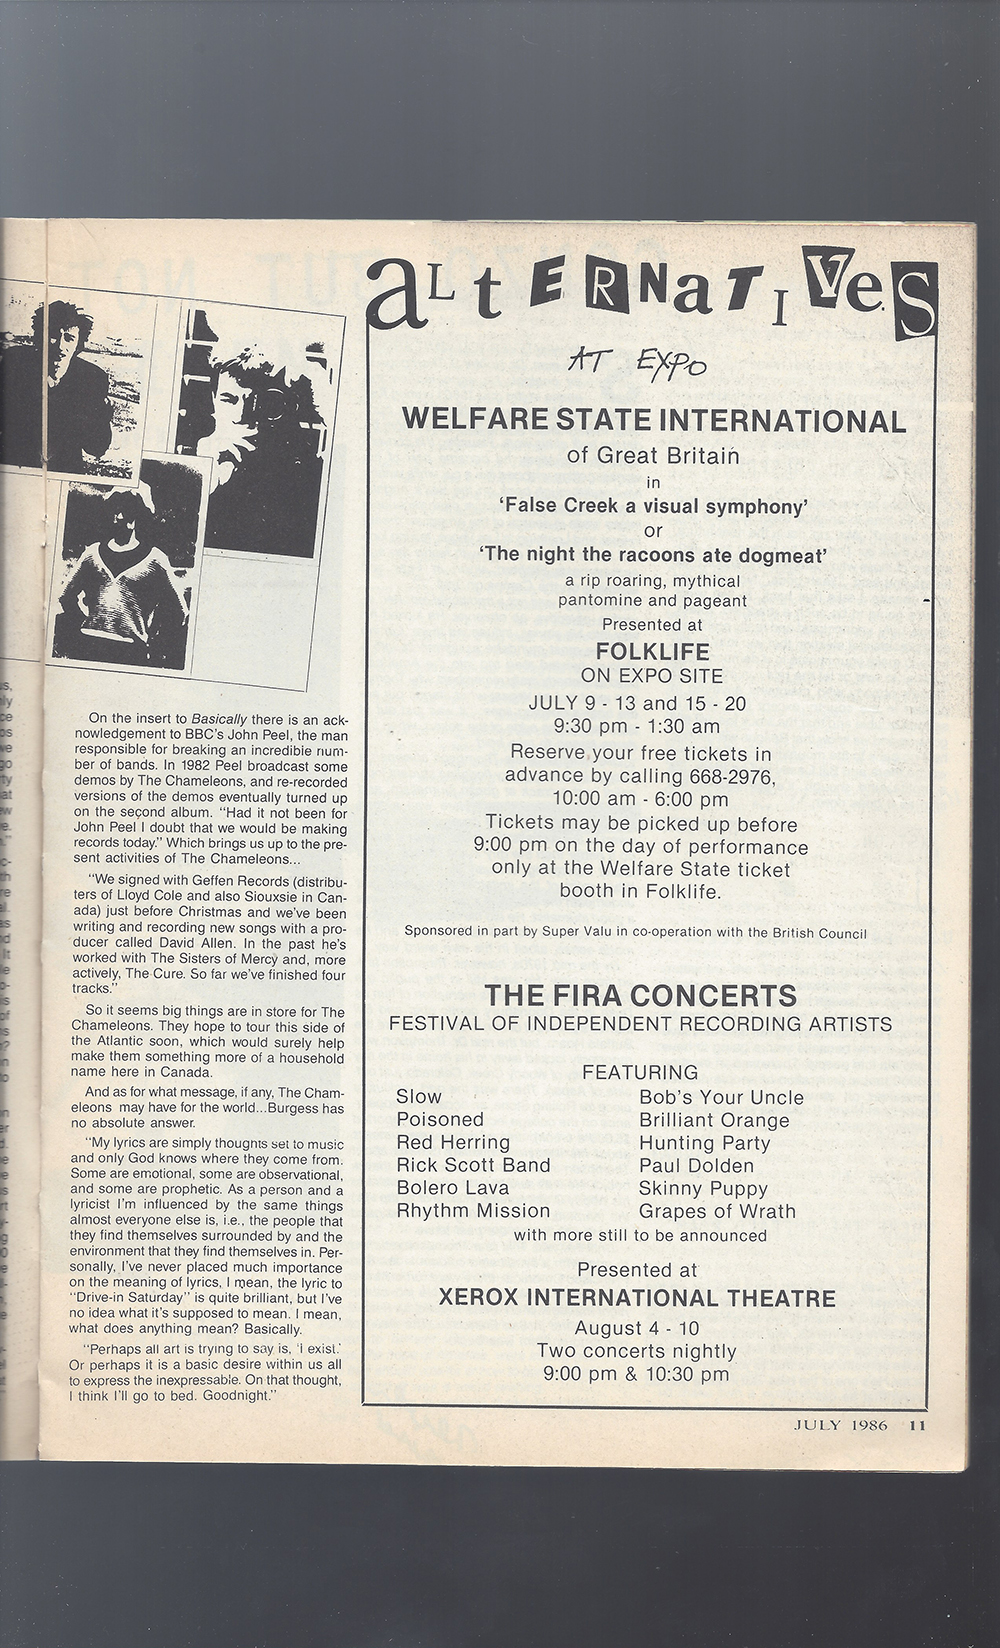 On the insert to Basically there is an ack-
nowledgement to BBC's John Peel, the man
responsible for breaking an incredible num-
ber of bands. In 1982 Peel broadcast some
demos by The Chameleons, and re-recorded
versions of the demos eventually turned up
on the second album. "Had it not been for
John Peel I doubt that we would be making
records today." Which brings us up to the pre-
sent activities of The Chameleons...
"We signed with Geffen Records (distribu-
ters of Lloyd Cole and also Siouxsie in Can-
ada) just before Christmas and we've been
writing and recording new songs with a pro-
ducer called David Allen. In the past he's
worked with The Sisters of Mercy and, more
actively, The Cure. So far we've finished four
tracks."
So it seems big things are in store for The
Chameleons. They hope to tour this side of
the Atlantic soon, which would surely help
make them something more of a household
name here in Canada.
And as for what message, if any, The Cham-
eleons may have for the world...Burgess has
no absolute answer.
"My lyrics are simply thoughts set to music
and only God knows where they come from.
Some are emotional, some are observational,
and some are prophetic. As a person and a
lyricist I'm influenced by the same things
almost everyone else is, i.e., the people that
they find themselves surrounded by and the
environment that they find themselves in. Per-
sonally, I've never placed much importance
on the meaning of lyrics, I mean, the lyric to
"Drive-in Saturday" is quite brilliant, but I've
no idea what it's supposed to mean. I mean,
what does anything mean? Basically.
"Perhaps all art is trying to say is, 'I exist.'
Or perhaps it is a basic desire within us all
to express the inexpressable. On that thought,
I think I'll go to bed. Goodnight."
aLtERNaTIVeS
AT EXPO
WELFARE STATE INTERNATIONAL
of Great Britain
in
'False Creek a visual symphony'
or
'The night the racoons ate dogmeat'
a rip roaring, mythical
pantomine and pageant
Presented at
FOLKLIFE
ON EXPO SITE
JULY 9 - 13 and 15 - 20
9:30 pm - 1:30 am
Reserve your free tickets in
advance by calling 668-2976,
10:00 am - 6:00 pm
Tickets may be picked up before
9:00 pm on the day of performance
only at the Welfare State ticket
booth in Folklife.
Sponsored in part by Super Valu in co-operation with the British Council
THE FIRA CONCERTS
FESTIVAL OF INDEPENDENT RECORDING ARTISTS
FEATURING
Slow Bob's Your Uncle
Poisoned Brilliant Orange
Red Herring Hunting Party
Rick Scott Band Paul Dolden
Bolero Lava Skinny Puppy
Rhythm Mission Grapes of Wrath
with more still to be announced
Presented at
XEROX INTERNATIONAL THEATRE
August 4 - 10
Two concerts nightly
9:00 pm & 10:30 pm
JULY 1986 11